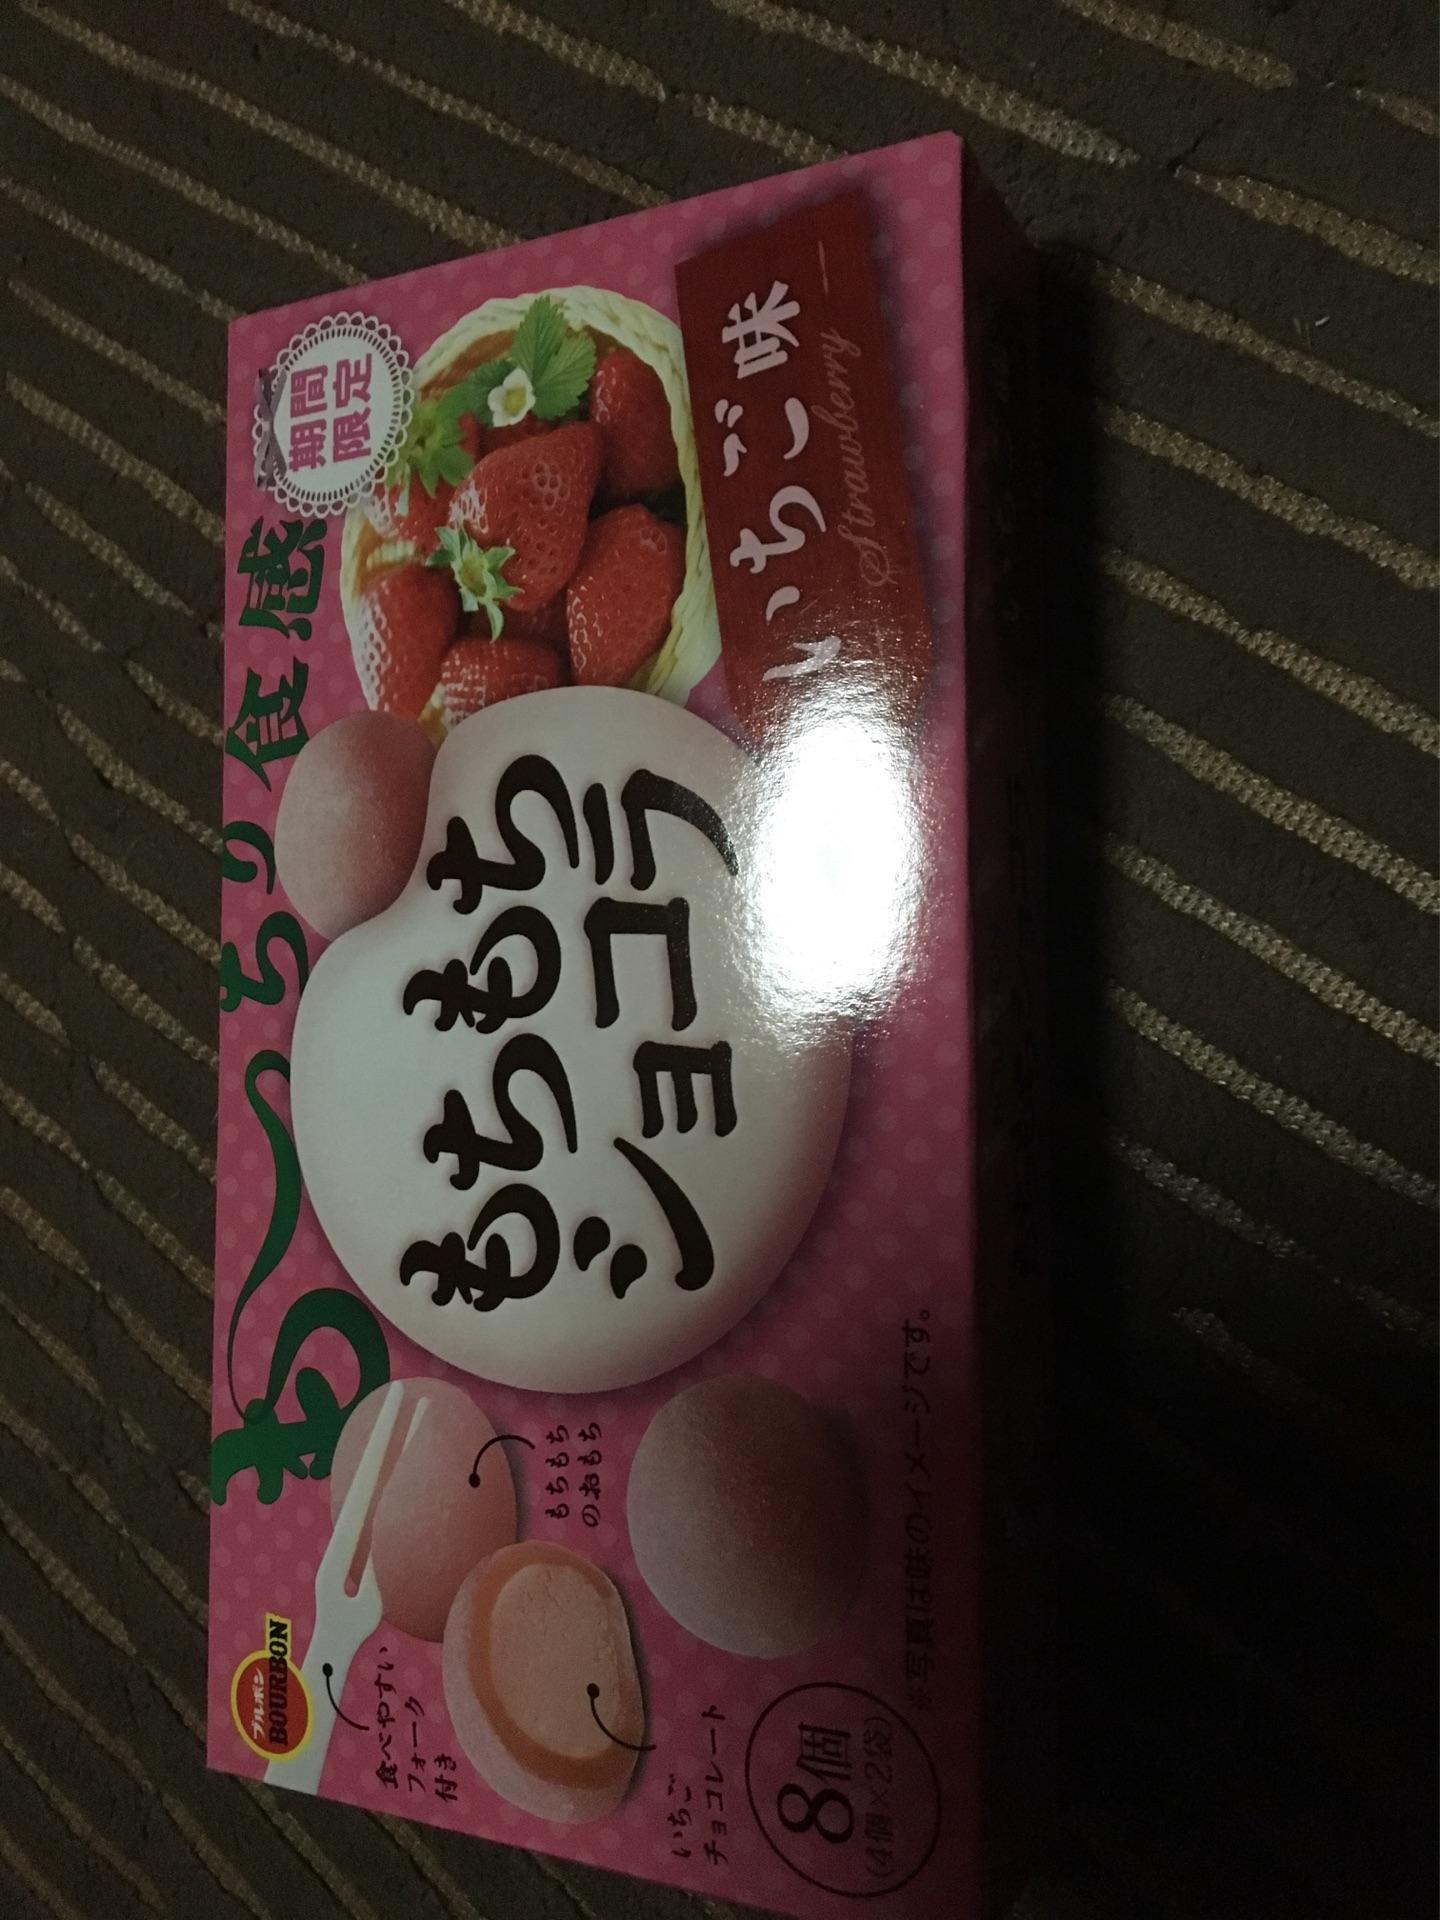 ブルボン
BOURBON
も〜ちり食感
期間
限定
もちもち
ショコラ
いちご味
Strawberry
食べやすい
フォーク
付き
もちもち
のおもち
いちご
チョコレート
8個
(4個×2袋)
※写真は味のイメージです。